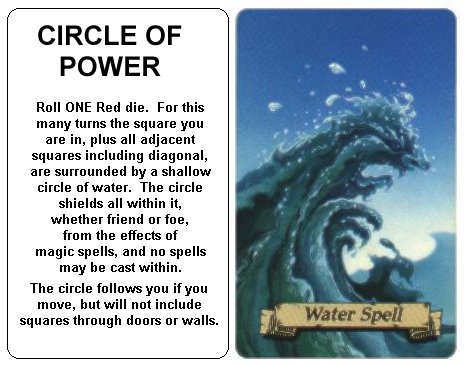 CIRCLE OF
POWER
Roll ONE Red die.  For this
many turns the square you
are in, plus all adjacent
squares including diagonal,
are surrounded by a shallow
circle of water.  The circle
shields all within it,
whether friend or foe,
from the effects of
magic spells, and no spells
may be cast within.
The circle follows you if you
move, but will not include
squares through doors or walls.
Water Spell